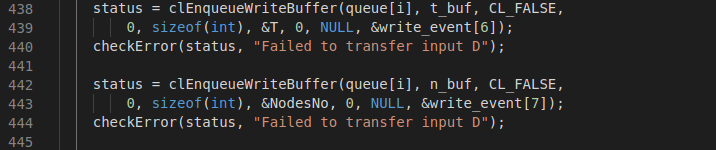 438 status = clEnqueueWriteBuffer(queue[i], t_buf, CL_FALSE,
439 0, sizeof(int), &T, 0, NULL, &write_event[6]);
440 checkError(status, "Failed to transfer input D");
441
442 status = clEnqueueWriteBuffer(queue[i], n_buf, CL_FALSE,
443 0, sizeof(int), &NodesNo, 0, NULL, &write_event[7]);
444 checkError(status, "Failed to transfer input D");
445